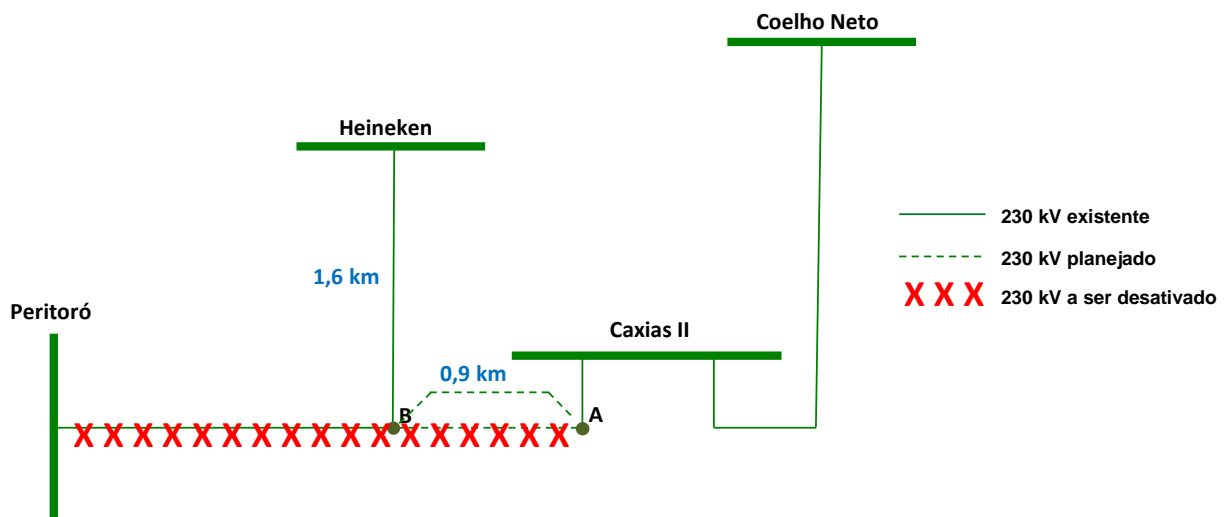 Coelho Neto
Heineken
230 kV existente
230 kV planejado
1,6 km
X X X 230 kV a ser desativado
Peritoró
Caxias II
0,9 km
B
A
X X X X X X X X X X X X X X X X X